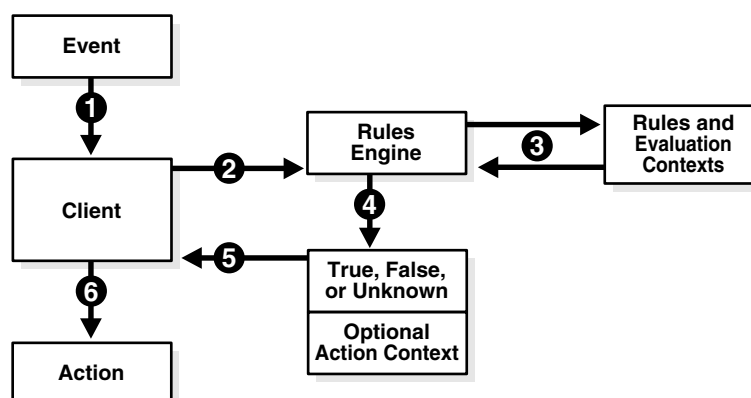 Event
1
Client
2
Rules
Engine
3
Rules and
Evaluation
Contexts
4
5
True, False,
or Unknown
Optional
Action Context
6
Action